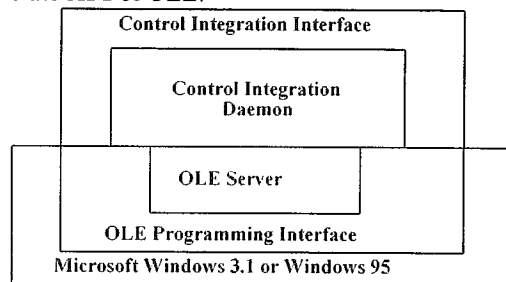 Control Integration Interface
Control Integration
Daemon
OLE Server
OLE Programming Interface
Microsoft Windows 3.1 or Windows 95